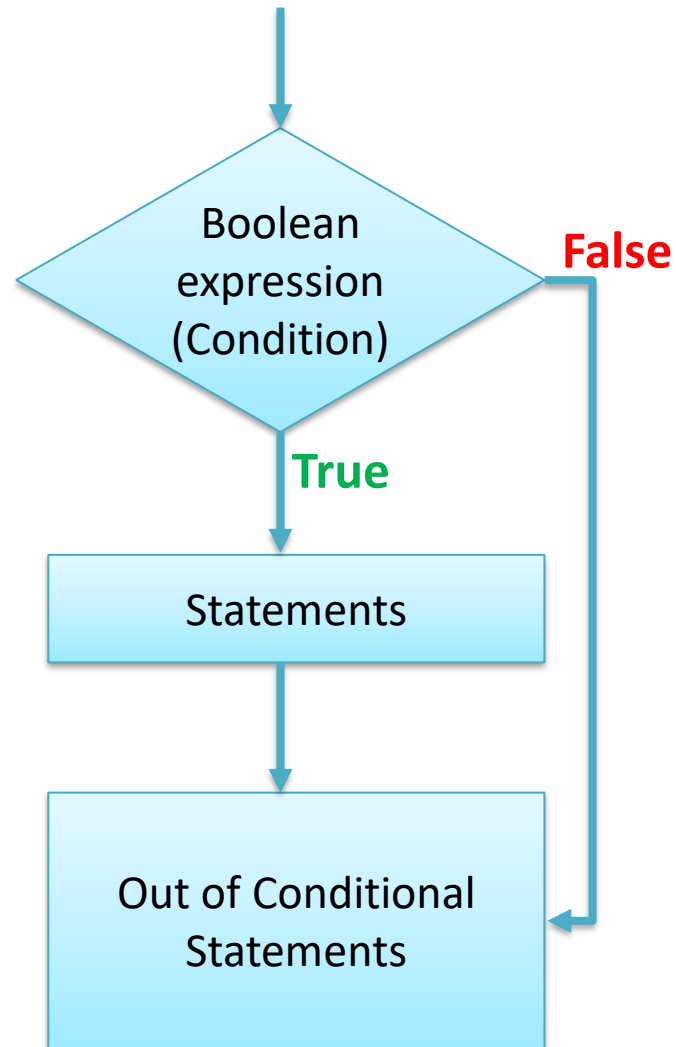 Boolean
expression
(Condition)
False
True
Statements
Out of Conditional
Statements